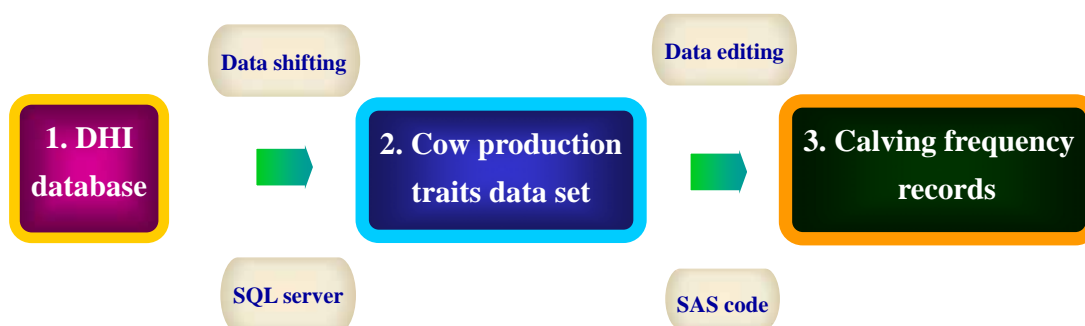 Data shifting
Data editing
1. DHI
database
2. Cow production
traits data set
3. Calving frequency
records
SQL server
SAS code